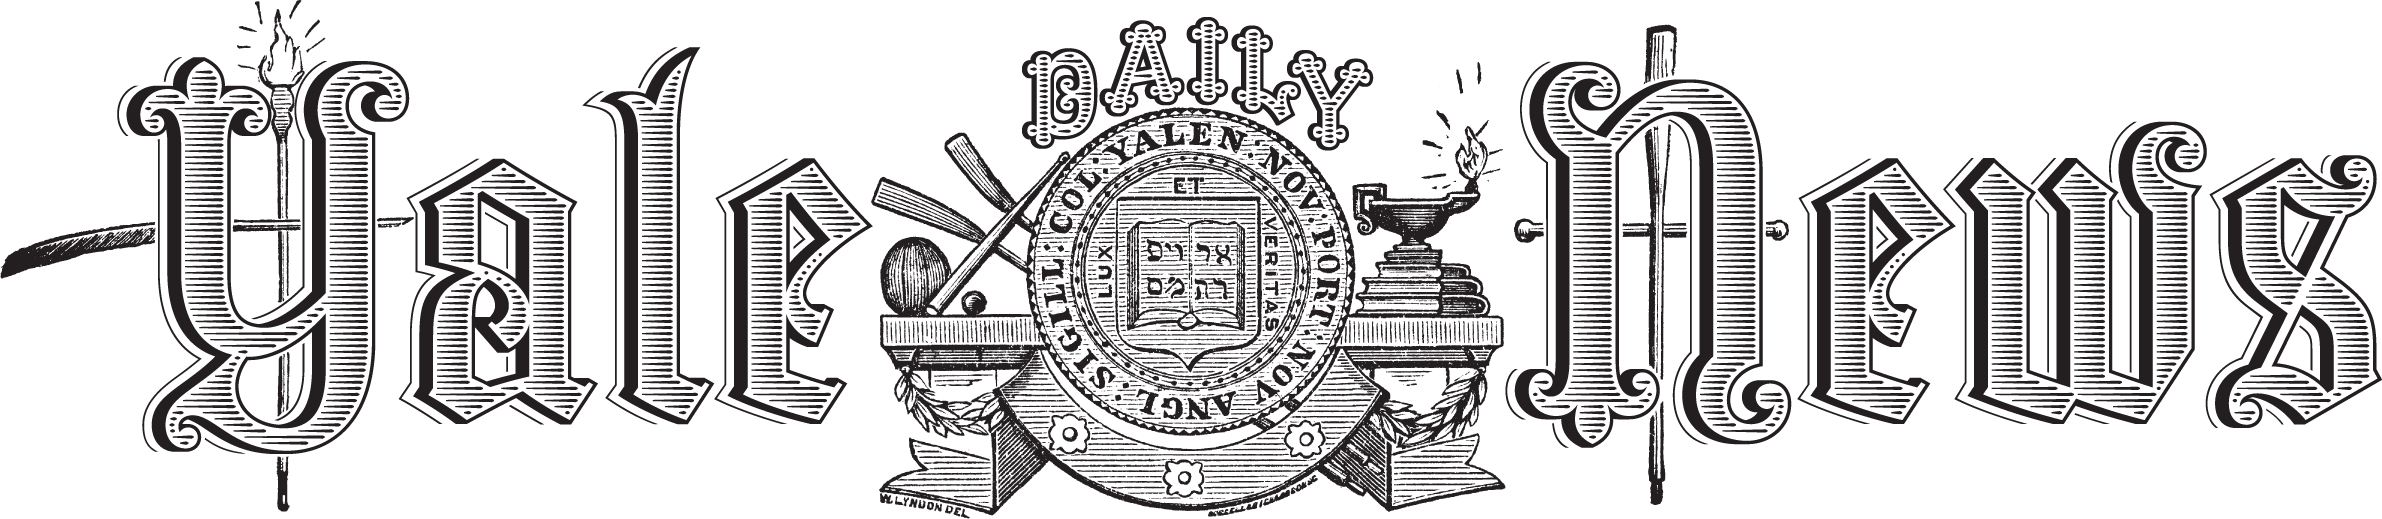 Yale DAILY News
SIGILL: COL: YALEN: NOV: PORT: NOV ANGL.
LUX ET VERITAS
אורים
ותמים
W. LYNDON DEL